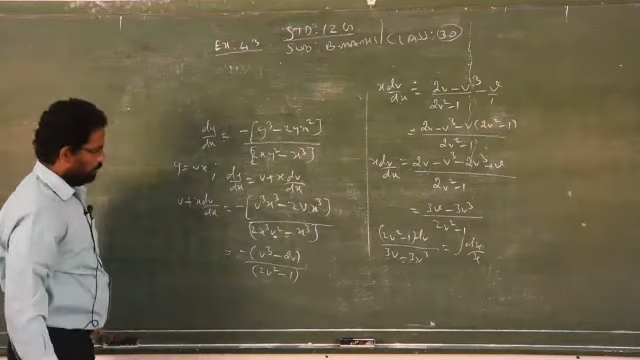 STD: 12 G
Ex: 4.3 SUB: B.maths / CLASS: 30
dy/dx = -[y³ - 2yx²] / [2xy² - x³]
y = vx ; dy/dx = v + x dv/dx
v + x dv/dx = -[v³x³ - 2vx³] / [2x³v² - x³]
= -(v³ - 2v) / (2v² - 1)
x dv/dx = 2v - v³ / 2v² - 1 - v/1
= 2v - v³ - v(2v² - 1) / 2v² - 1
x dv/dx = 2v - v³ - 2v³ + v / 2v² - 1
= 3v - 3v³ / 2v² - 1
(2v² - 1) dv / 3v - 3v³ = ∫ dx/x